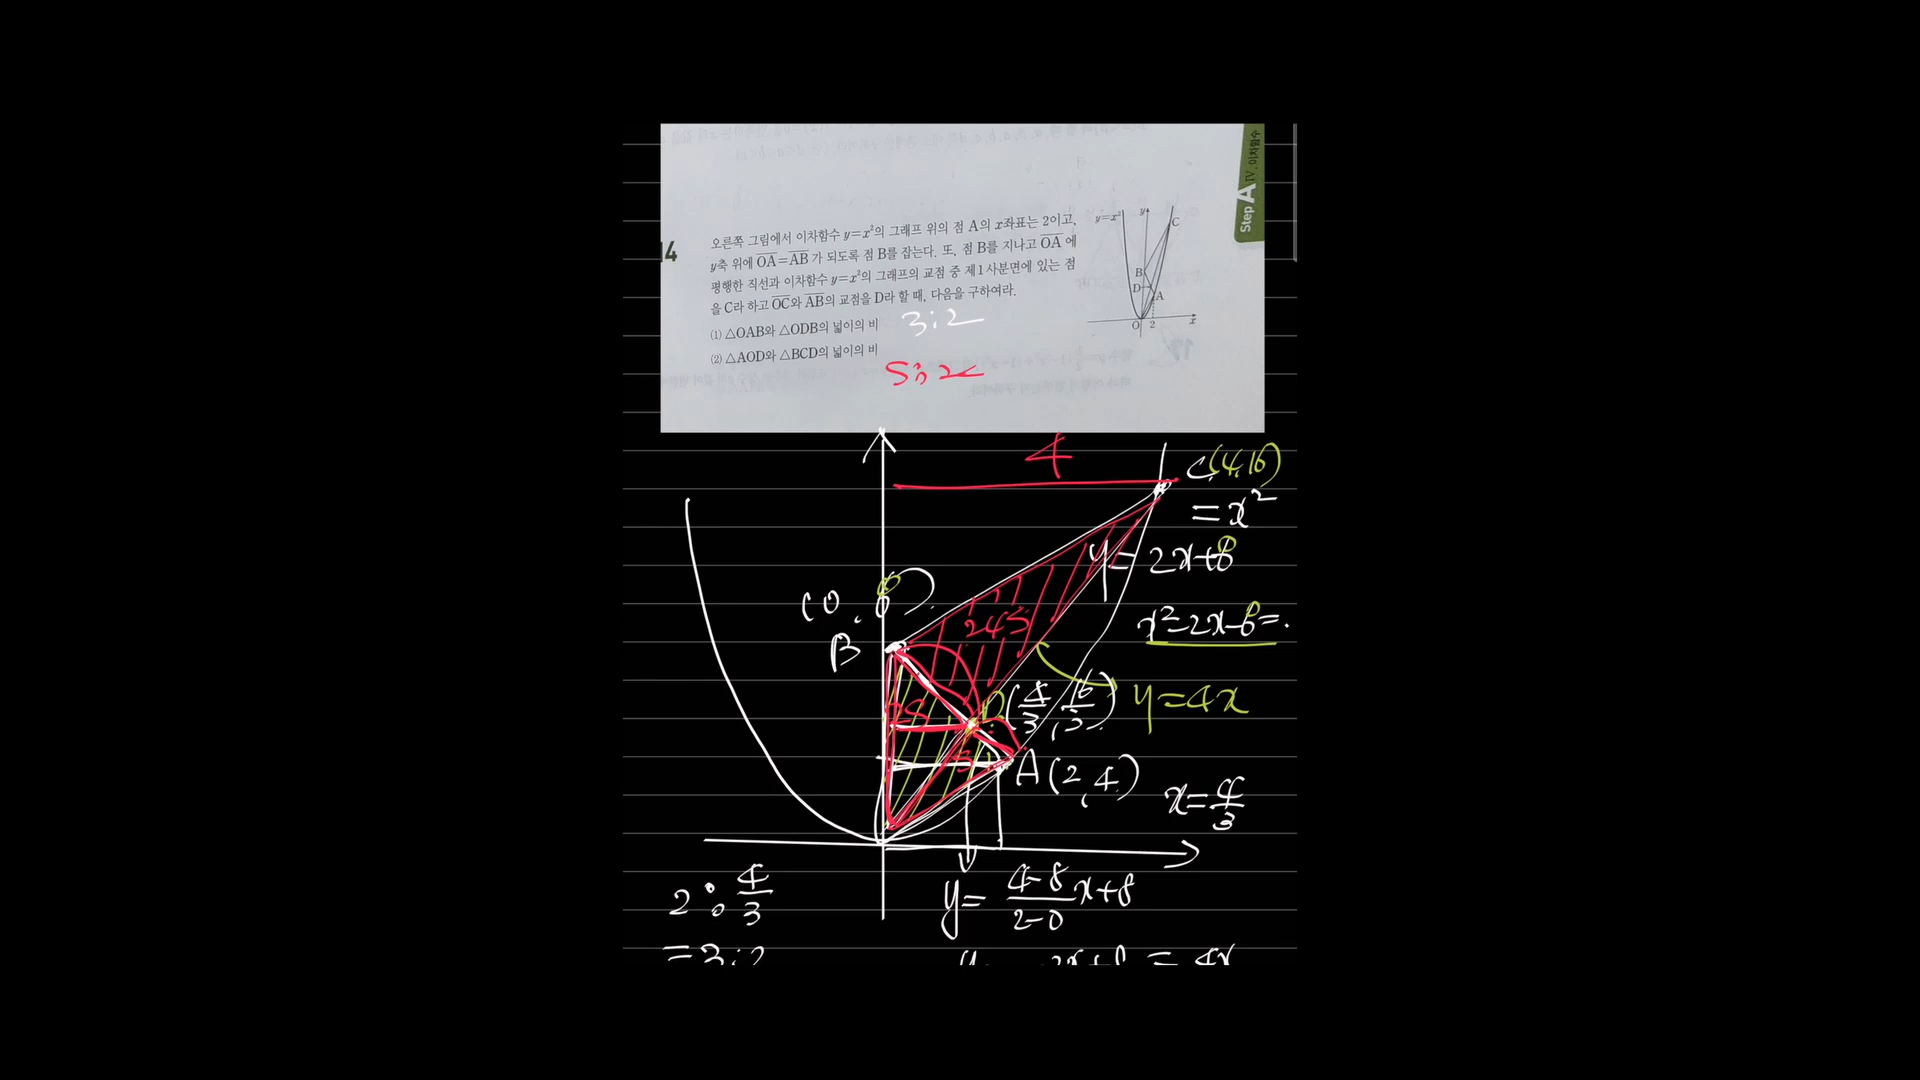 Step A IV. 이차함수
14
오른쪽 그림에서 이차함수 y=x²의 그래프 위의 점 A의 x좌표는 2이고,
y축 위에 OA=AB가 되도록 점 B를 잡는다. 또, 점 B를 지나고 OA에
평행한 직선과 이차함수 y=x²의 그래프의 교점 중 제1사분면에 있는 점
을 C라 하고 OC와 AB의 교점을 D라 할 때, 다음을 구하여라.
(1) △OAB와 △ODB의 넓이의 비 3:2
(2) △AOD와 △BCD의 넓이의 비
y=x² y C
B
D
A
O 2 x
4
C(4,16)
= x²
y= 2x+8
(0, 8)
x²-2x-8=
B
D(4/3, 16/3) y=4x
A(2,4)
x=4/3
2:4/3
y= (4-8)/(2-0) x+8
=3:2